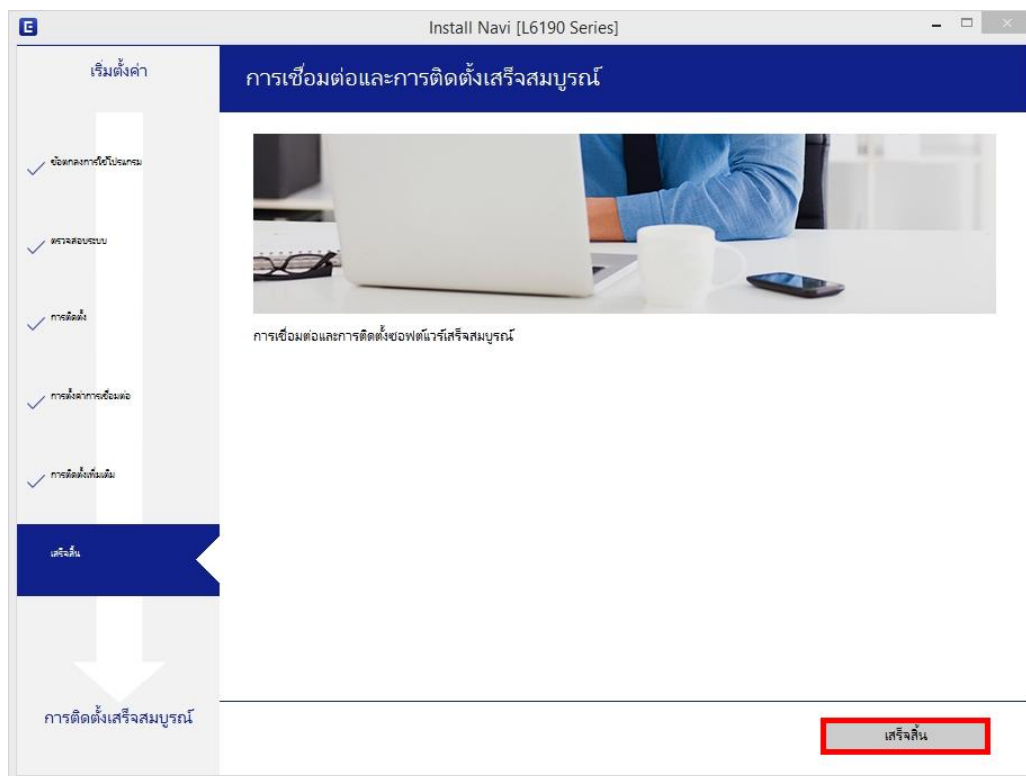 Install Navi [L6190 Series]
เริ่มตั้งค่า
การเชื่อมต่อและการติดตั้งเสร็จสมบูรณ์
ข้อตกลงการใช้โปรแกรม
ตรวจสอบระบบ
การติดตั้ง
การตั้งค่าการเชื่อมต่อ
การติดตั้งเพิ่มเติม
เสร็จสิ้น
การติดตั้งเสร็จสมบูรณ์
การเชื่อมต่อและการติดตั้งซอฟต์แวร์เสร็จสมบูรณ์
เสร็จสิ้น